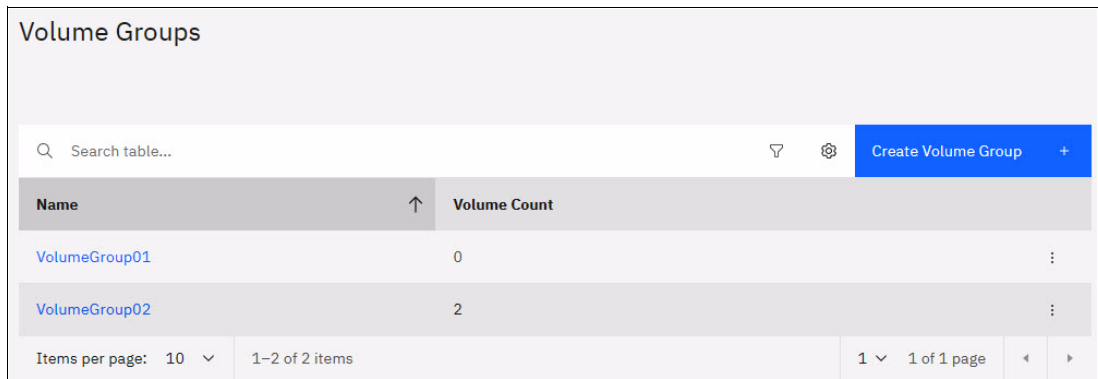 Volume Groups
Search table...
Create Volume Group +
Name Volume Count
VolumeGroup01 0
VolumeGroup02 2
Items per page: 10 1–2 of 2 items 1 1 of 1 page